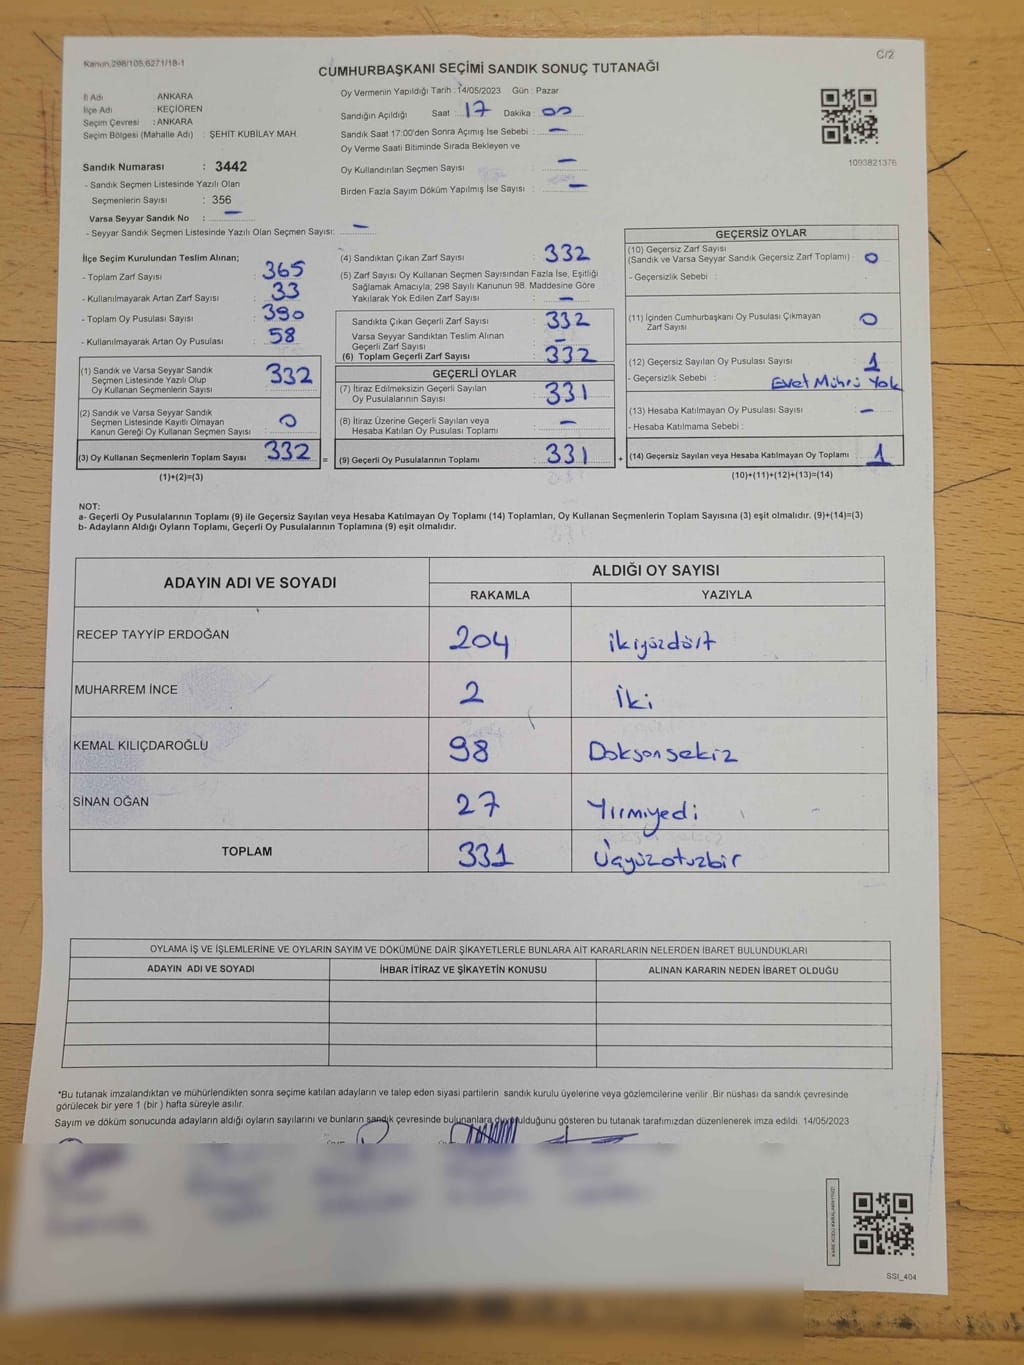 Kanun.298/105,6271/18-1
C/2
CUMHURBAŞKANI SEÇİMİ SANDIK SONUÇ TUTANAĞI
İl Adı ANKARA
İlçe Adı : KEÇİÖREN
Seçim Çevresi : ANKARA
Seçim Bölgesi (Mahalle Adı) : ŞEHİT KUBİLAY MAH.
Sandık Numarası : 3442
- Sandık Seçmen Listesinde Yazılı Olan
Seçmenlerin Sayısı : 356
Varsa Seyyar Sandık No : —
- Seyyar Sandık Seçmen Listesinde Yazılı Olan Seçmen Sayısı: —
Oy Vermenin Yapıldığı Tarih : 14/05/2023 Gün : Pazar
Sandığın Açıldığı Saat : 17 Dakika : 00
Sandık Saat 17:00'den Sonra Açımış İse Sebebi : —
Oy Verme Saati Bitiminde Sırada Bekleyen ve
Oy Kullandırılan Seçmen Sayısı : —
Birden Fazla Sayım Döküm Yapılmış İse Sayısı : —
1093821376
İlçe Seçim Kurulundan Teslim Alınan;
- Toplam Zarf Sayısı : 365
- Kullanılmayarak Artan Zarf Sayısı : 33
- Toplam Oy Pusulası Sayısı : 390
- Kullanılmayarak Artan Oy Pusulası : 58
(1) Sandık ve Varsa Seyyar Sandık
Seçmen Listesinde Yazılı Olup
Oy Kullanan Seçmenlerin Sayısı : 332
(2) Sandık ve Varsa Seyyar Sandık
Seçmen Listesinde Kayıtlı Olmayan
Kanun Gereği Oy Kullanan Seçmen Sayısı : 0
(3) Oy Kullanan Seçmenlerin Toplam Sayısı : 332 =
(1)+(2)=(3)
(4) Sandıktan Çıkan Zarf Sayısı : 332
(5) Zarf Sayısı Oy Kullanan Seçmen Sayısından Fazla İse, Eşitliği
Sağlamak Amacıyla; 298 Sayılı Kanunun 98. Maddesine Göre
Yakılarak Yok Edilen Zarf Sayısı : —
Sandıkta Çıkan Geçerli Zarf Sayısı : 332
Varsa Seyyar Sandıktan Teslim Alınan
Geçerli Zarf Sayısı : —
(6) Toplam Geçerli Zarf Sayısı : 332
GEÇERLİ OYLAR
(7) İtiraz Edilmeksizin Geçerli Sayılan
Oy Pusulalarının Sayısı : 331
(8) İtiraz Üzerine Geçerli Sayılan veya
Hesaba Katılan Oy Pusulası Toplamı : —
(9) Geçerli Oy Pusulalarının Toplamı : 331 +
GEÇERSİZ OYLAR
(10) Geçersiz Zarf Sayısı
(Sandık ve Varsa Seyyar Sandık Geçersiz Zarf Toplamı) : 0
- Geçersizlik Sebebi :
(11) İçinden Cumhurbaşkanı Oy Pusulası Çıkmayan
Zarf Sayısı : 0
(12) Geçersiz Sayılan Oy Pusulası Sayısı : 1
- Geçersizlik Sebebi : Evet Mührü Yok
(13) Hesaba Katılmayan Oy Pusulası Sayısı : —
- Hesaba Katılmama Sebebi :
(14) Geçersiz Sayılan veya Hesaba Katılmayan Oy Toplamı : 1
(10)+(11)+(12)+(13)=(14)
NOT:
a- Geçerli Oy Pusulalarının Toplamı (9) ile Geçersiz Sayılan veya Hesaba Katılmayan Oy Toplamı (14) Toplamları, Oy Kullanan Seçmenlerin Toplam Sayısına (3) eşit olmalıdır. (9)+(14)=(3)
b- Adayların Aldığı Oyların Toplamı, Geçerli Oy Pusulalarının Toplamına (9) eşit olmalıdır.
ADAYIN ADI VE SOYADI ALDIĞI OY SAYISI
RAKAMLA YAZIYLA
RECEP TAYYİP ERDOĞAN 204 ikiyüzdört
MUHARREM İNCE 2 İki
KEMAL KILIÇDAROĞLU 98 Doksansekiz
SİNAN OĞAN 27 Yirmiyedi
TOPLAM 331 Üçyüzotuzbir
OYLAMA İŞ VE İŞLEMLERİNE VE OYLARIN SAYIM VE DÖKÜMÜNE DAİR ŞİKAYETLERLE BUNLARA AİT KARARLARIN NELERDEN İBARET BULUNDUKLARI
ADAYIN ADI VE SOYADI İHBAR İTİRAZ VE ŞİKAYETİN KONUSU ALINAN KARARIN NEDEN İBARET OLDUĞU
*Bu tutanak imzalandıktan ve mühürlendikten sonra seçime katılan adayların ve talep eden siyasi partilerin sandık kurulu üyelerine veya gözlemcilerine verilir. Bir nüshası da sandık çevresinde
görülecek bir yere 1 (bir) hafta süreyle asılır.
Sayım ve döküm sonucunda adayların aldığı oyların sayılarını ve bunların sandık çevresinde bulunanlara duyurulduğunu gösteren bu tutanak tarafımızdan düzenlenerek imza edildi. 14/05/2023
SSI_404